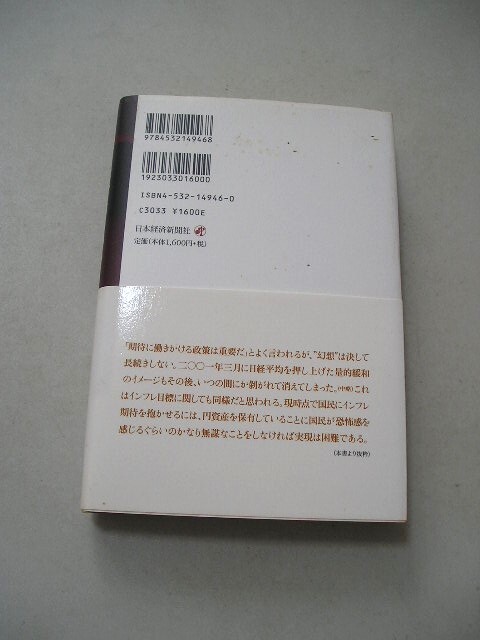 9784532149468
1923033016000
ISBN4-532-14946-0
C3033 ¥1600E
日本経済新聞社
定価(本体1,600円+税)
「期待に働きかける政策は重要だ」とよく言われるが、“幻想”は決して
長続きしない。二〇〇一年三月に日経平均を押し上げた量的緩和
のイメージもその後、いつの間にか剝がれて消えてしまった。(中略)これ
はインフレ目標に関しても同様だと思われる。現時点で国民にインフレ
期待を抱かせるには、円資産を保有していることに国民が恐怖感を
感じるぐらいのかなり無謀なことをしなければ実現は困難である。
(本書より抜粋)